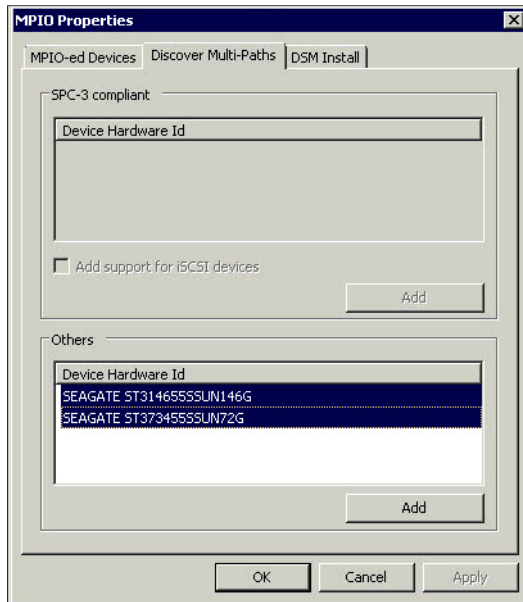 MPIO Properties
MPIO-ed Devices Discover Multi-Paths DSM Install
SPC-3 compliant
Device Hardware Id
Add support for iSCSI devices
Add
Others
Device Hardware Id
SEAGATE ST314655SSUN146G
SEAGATE ST373455SSUN72G
Add
OK Cancel Apply